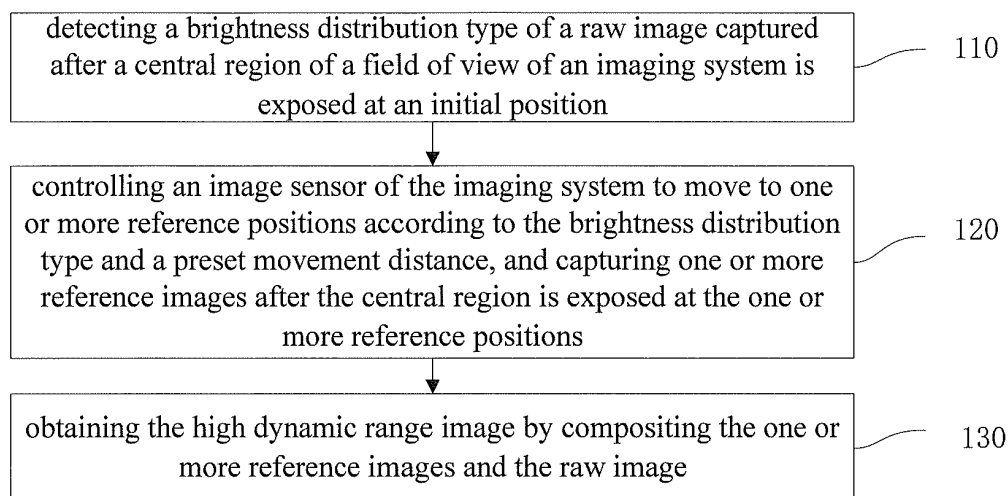 detecting a brightness distribution type of a raw image captured
after a central region of a field of view of an imaging system is
exposed at an initial position
110
controlling an image sensor of the imaging system to move to one
or more reference positions according to the brightness distribution
type and a preset movement distance, and capturing one or more
reference images after the central region is exposed at the one or
more reference positions
120
obtaining the high dynamic range image by compositing the one or
more reference images and the raw image
130